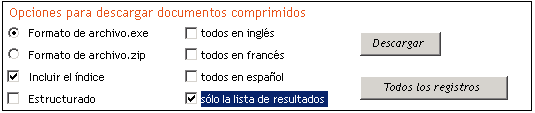 Opciones para descargar documentos comprimidos
Formato de archivo.exe
Formato de archivo.zip
Incluir el índice
Estructurado
todos en inglés
todos en francés
todos en español
sólo la lista de resultados
Descargar
Todos los registros